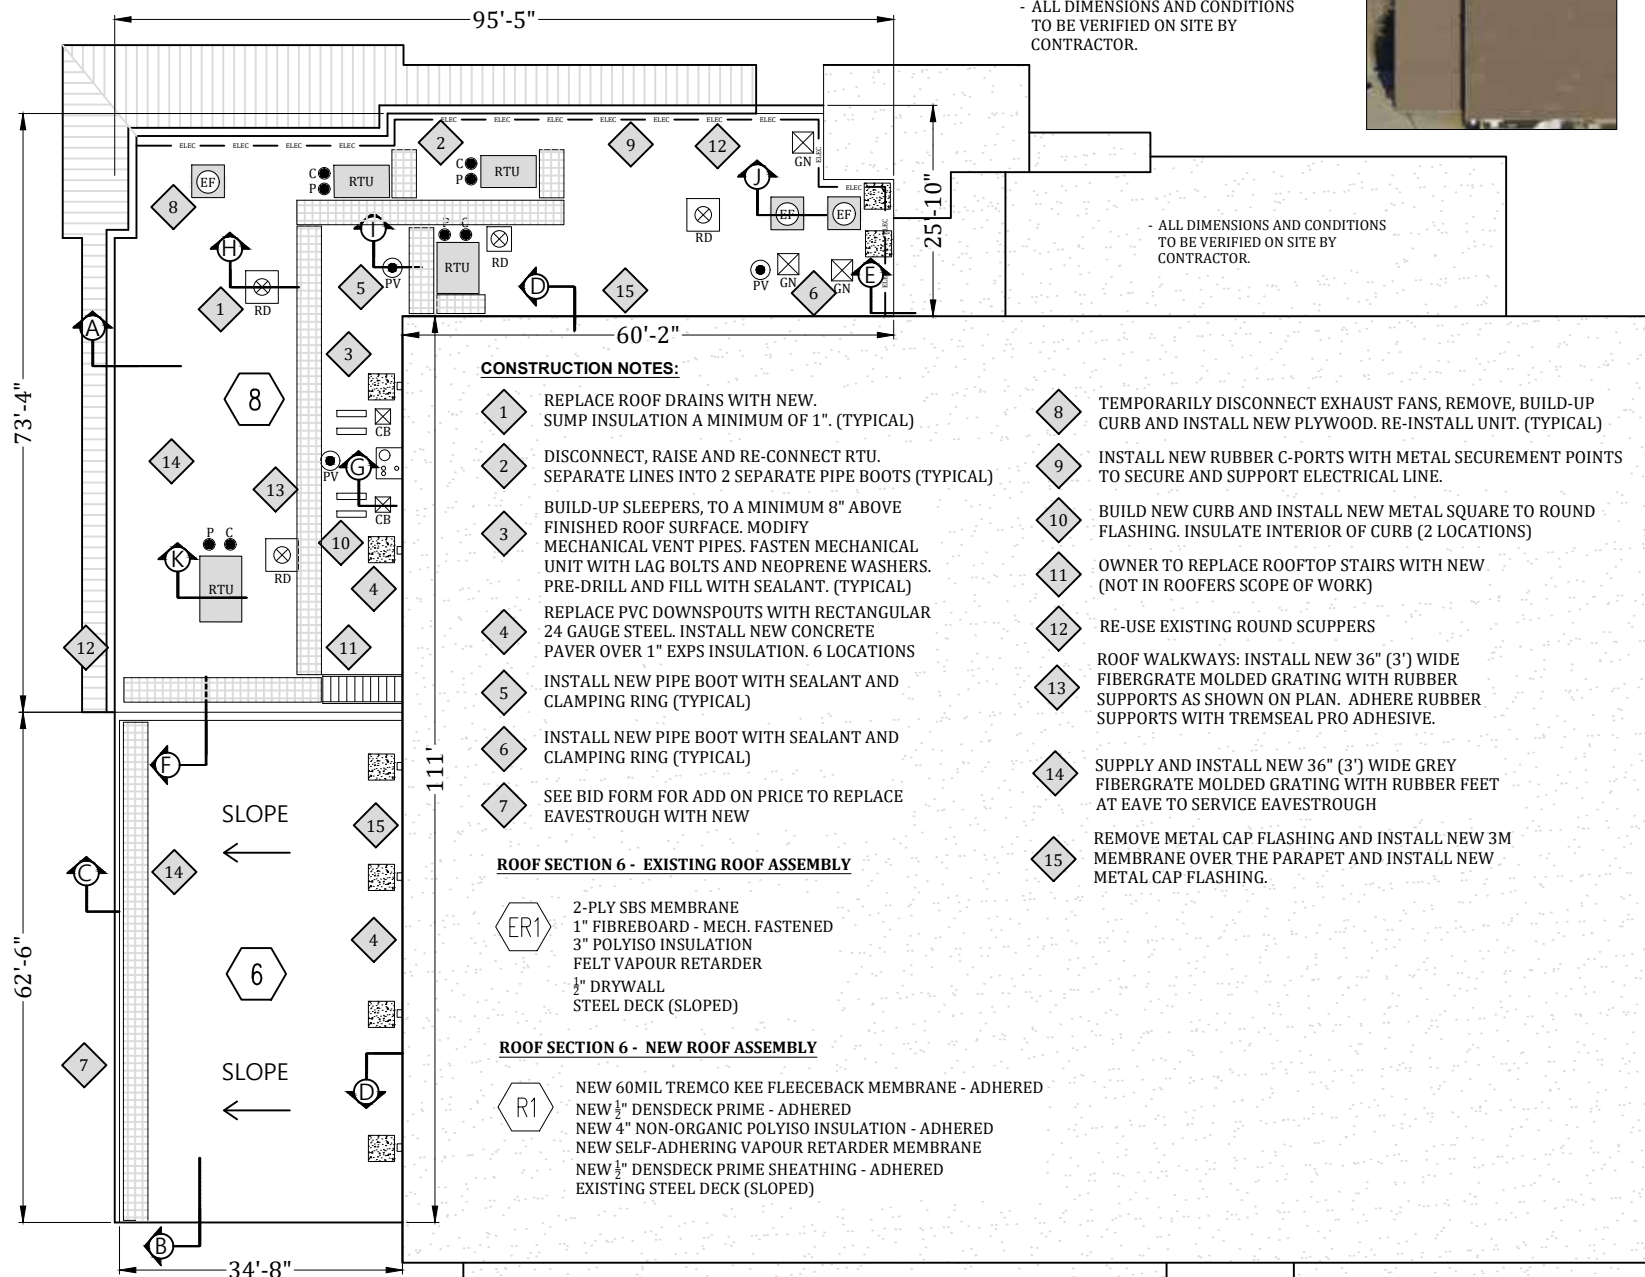 95'-5"
- ALL DIMENSIONS AND CONDITIONS
TO BE VERIFIED ON SITE BY
CONTRACTOR.
ELEC ELEC ELEC ELEC ELEC ELEC ELEC
2
9
12
GN
ELEC
ELEC ELEC ELEC ELEC
EF
C
P
RTU
C
P
RTU
J
ELEC
8
RD
EF
EF
25'-10"
- ALL DIMENSIONS AND CONDITIONS
TO BE VERIFIED ON SITE BY
CONTRACTOR.
H
I
C
RD
RTU
ELEC
5
PV
D
PV
GN
GN
E
ELEC
1
RD
15
6
A
60'-2"
3
73'-4"
8
CB
14
PV
G
13
CB
10
P C
K
RTU
RD
4
12
11
111'
F
SLOPE
15
C
14
4
62'-6"
6
7
SLOPE
D
B
34'-8"
CONSTRUCTION NOTES:
1
REPLACE ROOF DRAINS WITH NEW.
SUMP INSULATION A MINIMUM OF 1". (TYPICAL)
2
DISCONNECT, RAISE AND RE-CONNECT RTU.
SEPARATE LINES INTO 2 SEPARATE PIPE BOOTS (TYPICAL)
3
BUILD-UP SLEEPERS, TO A MINIMUM 8" ABOVE
FINISHED ROOF SURFACE. MODIFY
MECHANICAL VENT PIPES. FASTEN MECHANICAL
UNIT WITH LAG BOLTS AND NEOPRENE WASHERS.
PRE-DRILL AND FILL WITH SEALANT. (TYPICAL)
4
REPLACE PVC DOWNSPOUTS WITH RECTANGULAR
24 GAUGE STEEL. INSTALL NEW CONCRETE
PAVER OVER 1" EXPS INSULATION. 6 LOCATIONS
5
INSTALL NEW PIPE BOOT WITH SEALANT AND
CLAMPING RING (TYPICAL)
6
INSTALL NEW PIPE BOOT WITH SEALANT AND
CLAMPING RING (TYPICAL)
7
SEE BID FORM FOR ADD ON PRICE TO REPLACE
EAVESTROUGH WITH NEW
8
TEMPORARILY DISCONNECT EXHAUST FANS, REMOVE, BUILD-UP
CURB AND INSTALL NEW PLYWOOD. RE-INSTALL UNIT. (TYPICAL)
9
INSTALL NEW RUBBER C-PORTS WITH METAL SECUREMENT POINTS
TO SECURE AND SUPPORT ELECTRICAL LINE.
10
BUILD NEW CURB AND INSTALL NEW METAL SQUARE TO ROUND
FLASHING. INSULATE INTERIOR OF CURB (2 LOCATIONS)
11
OWNER TO REPLACE ROOFTOP STAIRS WITH NEW
(NOT IN ROOFERS SCOPE OF WORK)
12
RE-USE EXISTING ROUND SCUPPERS
13
ROOF WALKWAYS: INSTALL NEW 36" (3') WIDE
FIBERGRATE MOLDED GRATING WITH RUBBER
SUPPORTS AS SHOWN ON PLAN. ADHERE RUBBER
SUPPORTS WITH TREMSEAL PRO ADHESIVE.
14
SUPPLY AND INSTALL NEW 36" (3') WIDE GREY
FIBERGRATE MOLDED GRATING WITH RUBBER FEET
AT EAVE TO SERVICE EAVESTROUGH
15
REMOVE METAL CAP FLASHING AND INSTALL NEW 3M
MEMBRANE OVER THE PARAPET AND INSTALL NEW
METAL CAP FLASHING.
ROOF SECTION 6 - EXISTING ROOF ASSEMBLY
ER1
2-PLY SBS MEMBRANE
1" FIBREBOARD - MECH. FASTENED
3" POLYISO INSULATION
FELT VAPOUR RETARDER
½" DRYWALL
STEEL DECK (SLOPED)
ROOF SECTION 6 - NEW ROOF ASSEMBLY
R1
NEW 60MIL TREMCO KEE FLEECEBACK MEMBRANE - ADHERED
NEW ½" DENSDECK PRIME - ADHERED
NEW 4" NON-ORGANIC POLYISO INSULATION - ADHERED
NEW SELF-ADHERING VAPOUR RETARDER MEMBRANE
NEW ½" DENSDECK PRIME SHEATHING - ADHERED
EXISTING STEEL DECK (SLOPED)